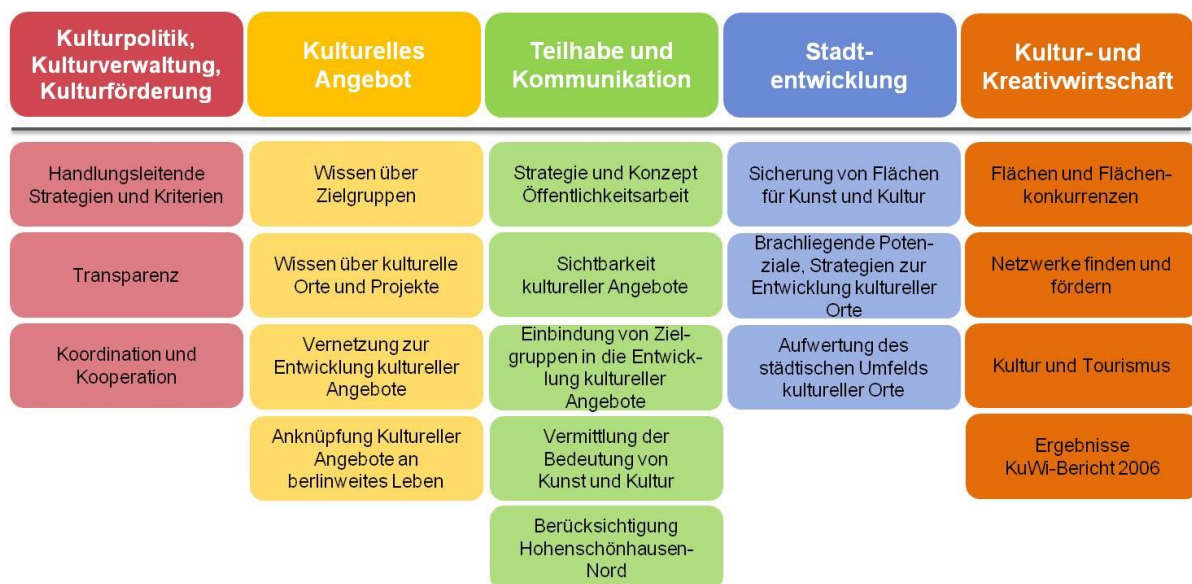 Kulturpolitik,
Kulturverwaltung,
Kulturförderung
Kulturelles
Angebot
Teilhabe und
Kommunikation
Stadt-
entwicklung
Kultur- und
Kreativwirtschaft
Handlungsleitende
Strategien und Kriterien
Wissen über
Zielgruppen
Strategie und Konzept
Öffentlichkeitsarbeit
Sicherung von Flächen
für Kunst und Kultur
Flächen und Flächen-
konkurrenzen
Transparenz
Wissen über kulturelle
Orte und Projekte
Sichtbarkeit
kultureller Angebote
Brachliegende Poten-
ziale, Strategien zur
Entwicklung kultureller
Orte
Netzwerke finden und
fördern
Koordination und
Kooperation
Vernetzung zur
Entwicklung kultureller
Angebote
Einbindung von Ziel-
gruppen in die Entwick-
lung kultureller
Angebote
Aufwertung des
städtischen Umfelds
kultureller Orte
Kultur und Tourismus
Anknüpfung Kultureller
Angebote an
berlinweites Leben
Vermittlung der
Bedeutung von
Kunst und Kultur
Ergebnisse
KuWi-Bericht 2006
Berücksichtigung
Hohenschönhausen-
Nord